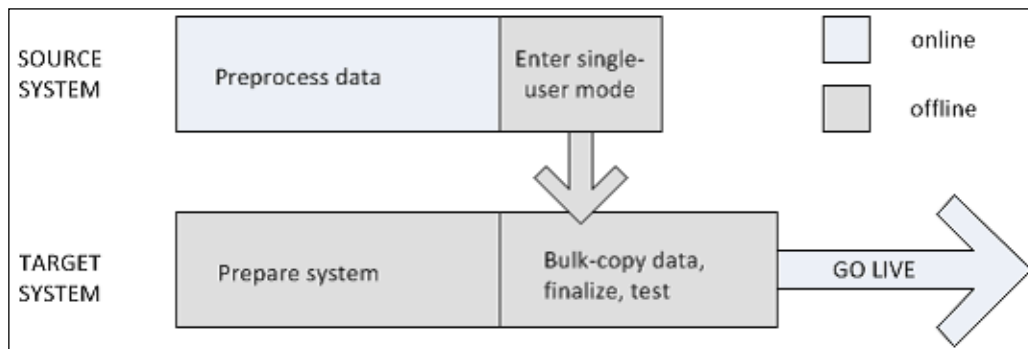 SOURCE
SYSTEM
Preprocess data
Enter single-
user mode
online
offline
TARGET
SYSTEM
Prepare system
Bulk-copy data,
finalize, test
GO LIVE